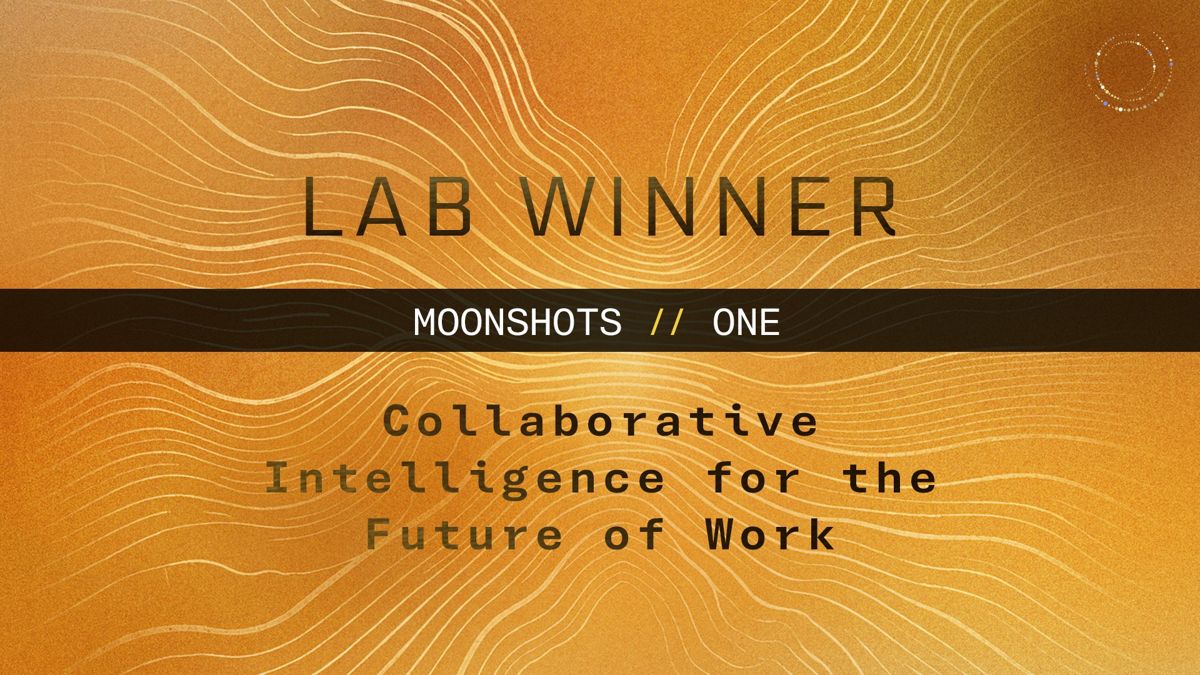 LAB WINNER
MOONSHOTS // ONE
Collaborative
Intelligence for the
Future of Work